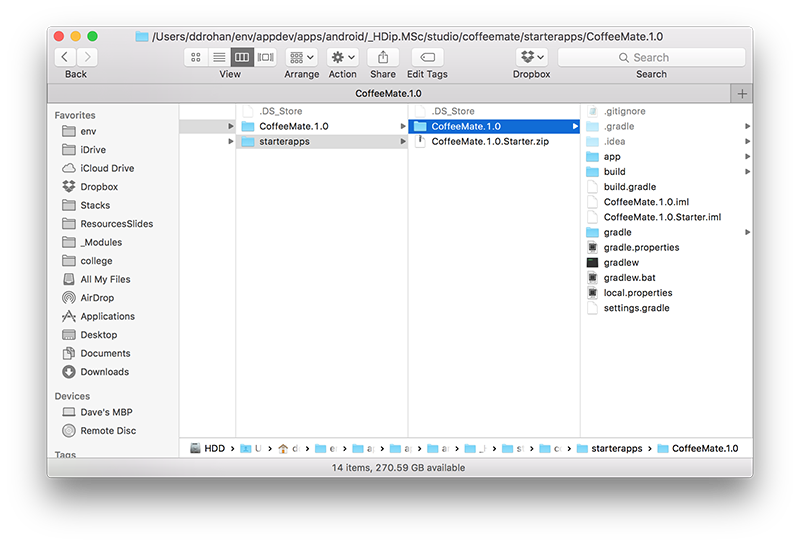 /Users/ddrohan/env/appdev/apps/android/_HDip.MSc/studio/coffeemate/starterapps/CoffeeMate.1.0
Back
View
Arrange
Action
Share
Edit Tags
Dropbox
Search
Search
CoffeeMate.1.0
Favorites
env
iDrive
iCloud Drive
Dropbox
Stacks
ResourcesSlides
_Modules
college
All My Files
AirDrop
Applications
Desktop
Documents
Downloads
Devices
Dave's MBP
Remote Disc
Tags
.DS_Store
CoffeeMate.1.0
starterapps
.DS_Store
CoffeeMate.1.0
CoffeeMate.1.0.Starter.zip
.gitignore
.gradle
.idea
app
build
build.gradle
CoffeeMate.1.0.iml
CoffeeMate.1.0.Starter.iml
gradle
gradle.properties
gradlew
gradlew.bat
local.properties
settings.gradle
HDD › starterapps › CoffeeMate.1.0
14 items, 270.59 GB available